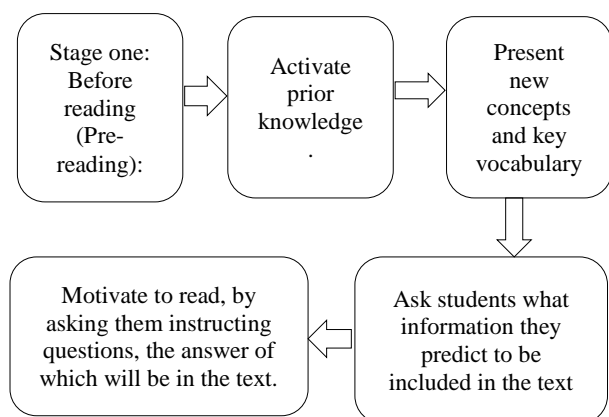 Stage one:
Before
reading
(Pre-
reading):
Activate
prior
knowledge
.
Present
new
concepts
and key
vocabulary
Ask students what
information they
predict to be
included in the text
Motivate to read, by
asking them instructing
questions, the answer of
which will be in the text.